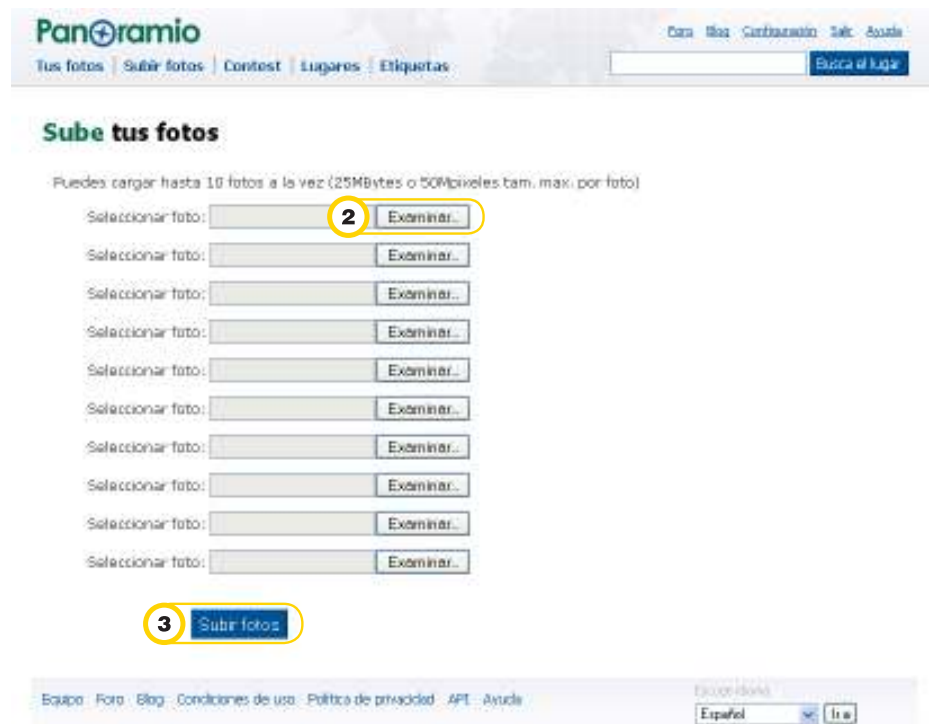 Panoramio
Foro Blog Configuración Salir Ayuda
Tus fotos | Subir fotos | Contest | Lugares | Etiquetas
Busca el lugar
Sube tus fotos
Puedes cargar hasta 10 fotos a la vez (25MBytes o 50Mpixeles tam. max. por foto)
Seleccionar foto: 2 Examinar..
Seleccionar foto: Examinar..
Seleccionar foto: Examinar..
Seleccionar foto: Examinar..
Seleccionar foto: Examinar..
Seleccionar foto: Examinar..
Seleccionar foto: Examinar..
Seleccionar foto: Examinar..
Seleccionar foto: Examinar..
Seleccionar foto: Examinar..
3 Subir fotos
Escoge idioma
Equipo Foro Blog Condiciones de uso Política de privacidad API Ayuda
Español Ir a